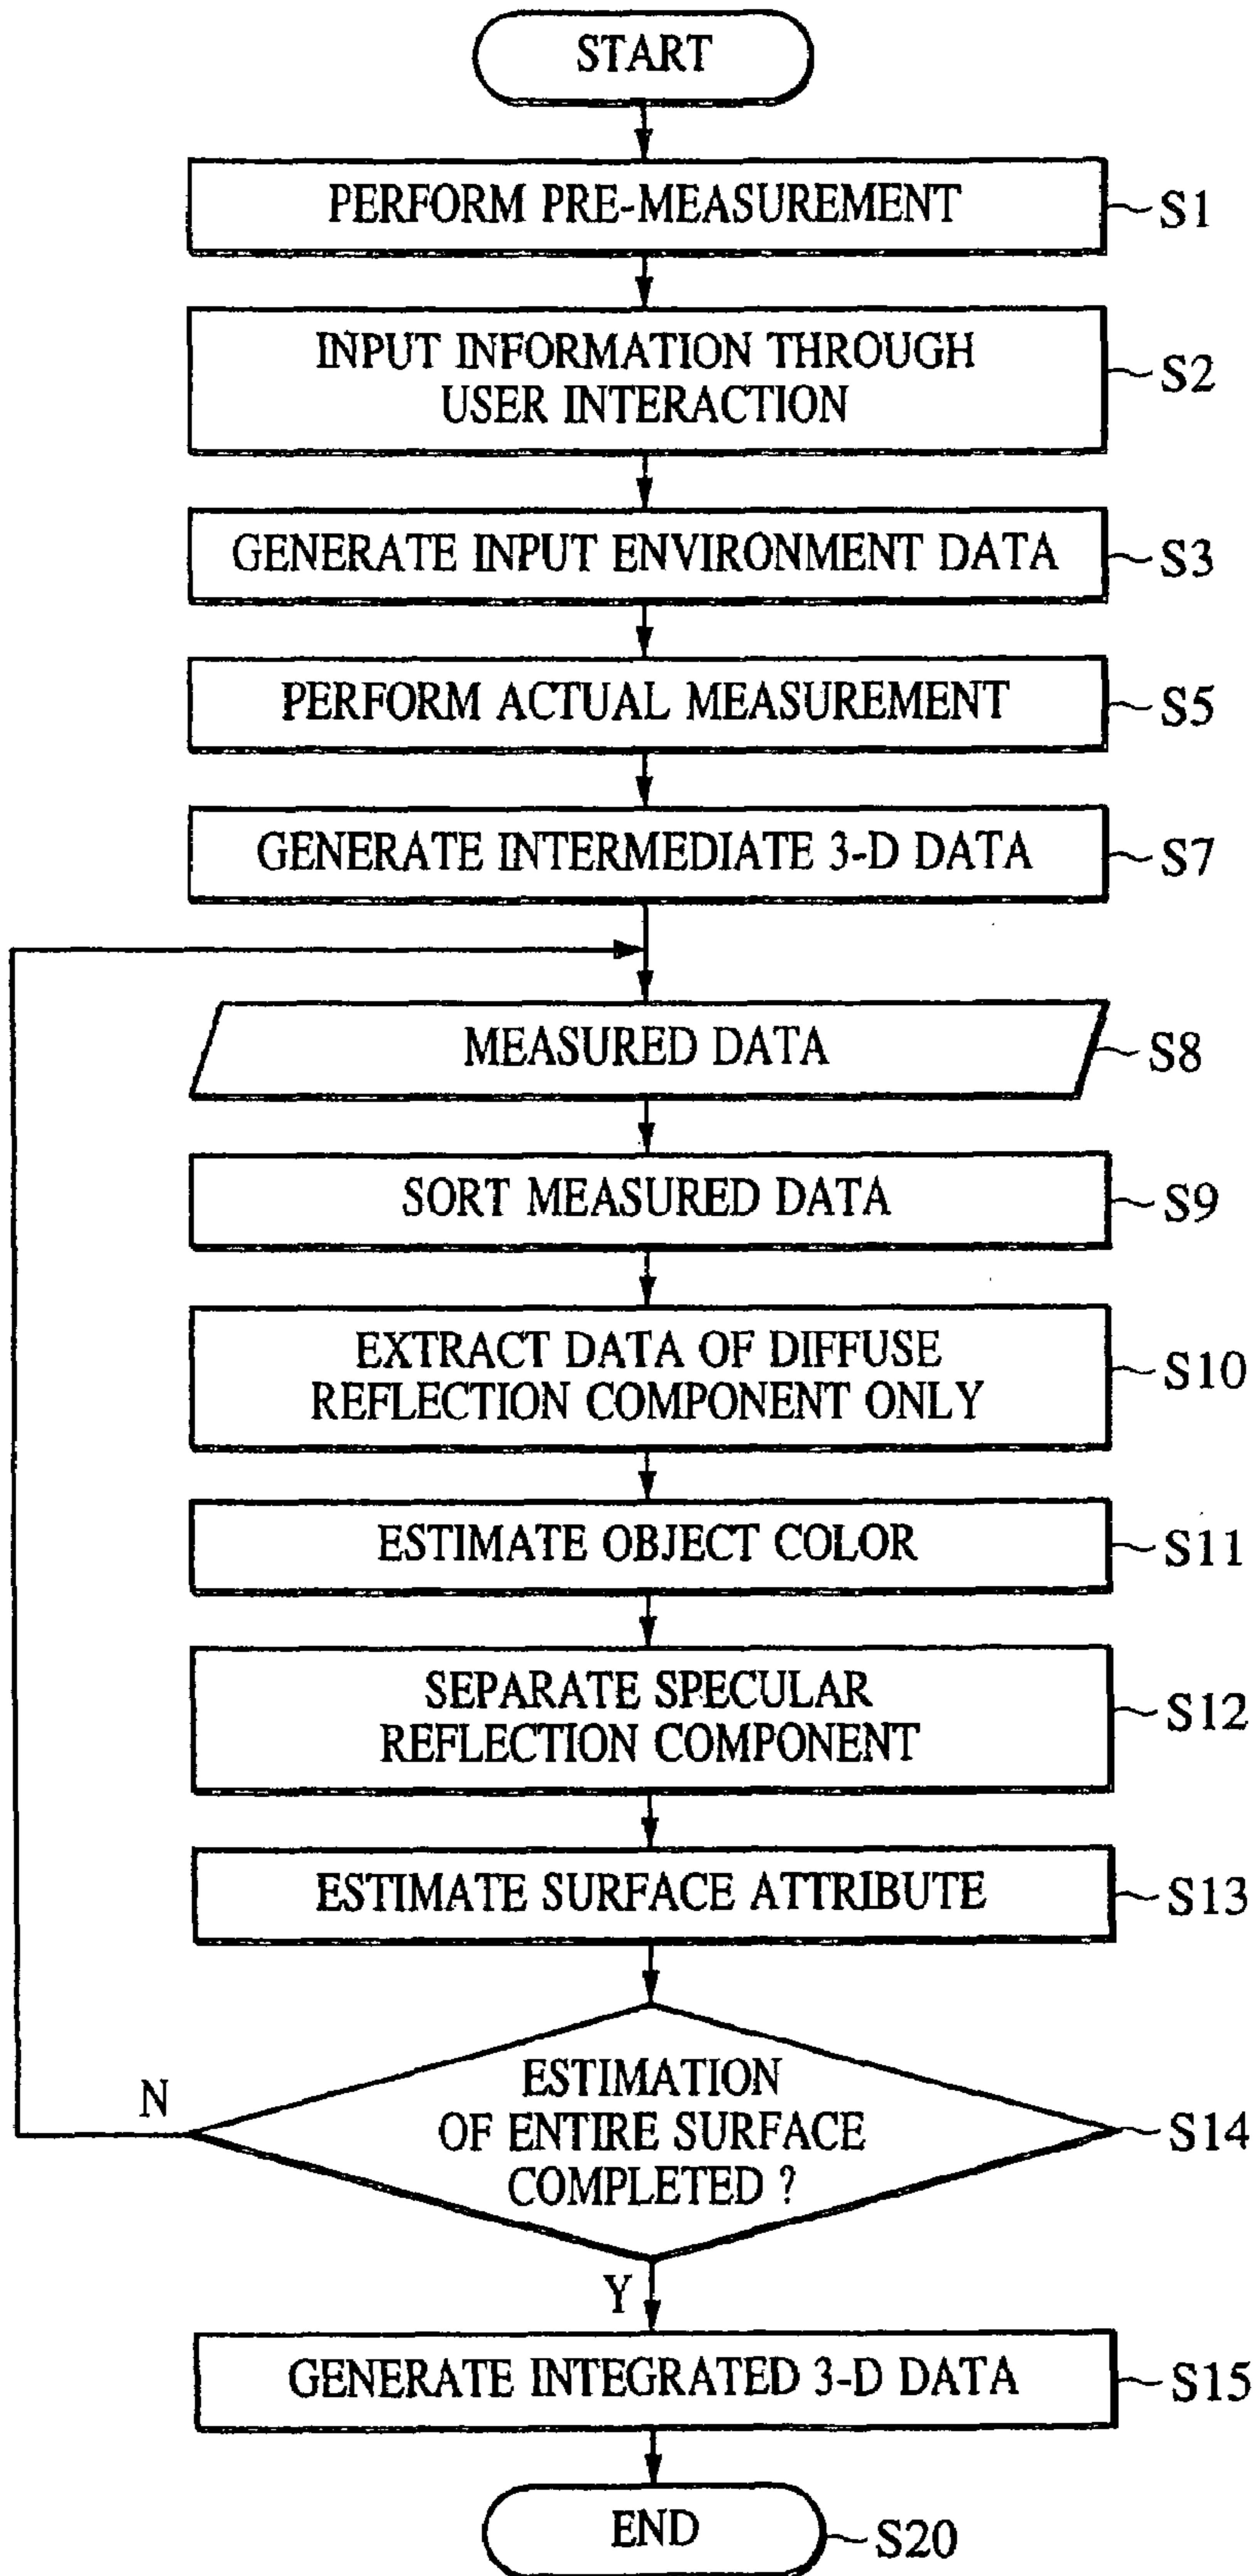 START
PERFORM PRE-MEASUREMENT
S1
INPUT INFORMATION THROUGH
USER INTERACTION
S2
GENERATE INPUT ENVIRONMENT DATA
S3
PERFORM ACTUAL MEASUREMENT
S5
GENERATE INTERMEDIATE 3-D DATA
S7
MEASURED DATA
S8
SORT MEASURED DATA
S9
EXTRACT DATA OF DIFFUSE
REFLECTION COMPONENT ONLY
S10
ESTIMATE OBJECT COLOR
S11
SEPARATE SPECULAR
REFLECTION COMPONENT
S12
ESTIMATE SURFACE ATTRIBUTE
S13
N
ESTIMATION
OF ENTIRE SURFACE
COMPLETED ?
S14
Y
GENERATE INTEGRATED 3-D DATA
S15
END
S20